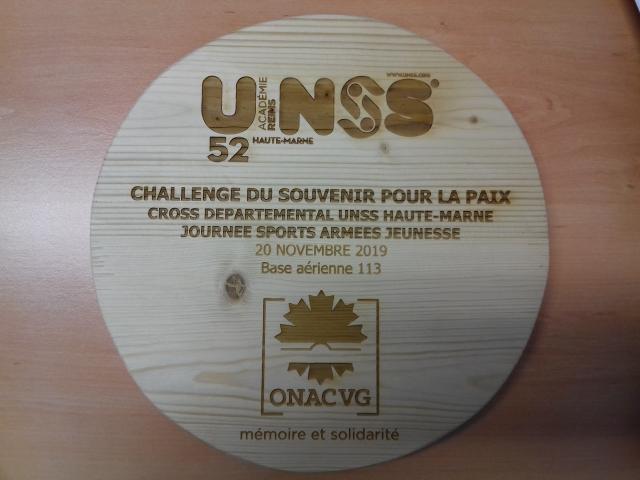 www.unss.org
UNSS
ACADÉMIE
REIMS
52 HAUTE-MARNE
CHALLENGE DU SOUVENIR POUR LA PAIX
CROSS DEPARTEMENTAL UNSS HAUTE-MARNE
JOURNEE SPORTS ARMEES JEUNESSE
20 NOVEMBRE 2019
Base aérienne 113
ONACVG
mémoire et solidarité